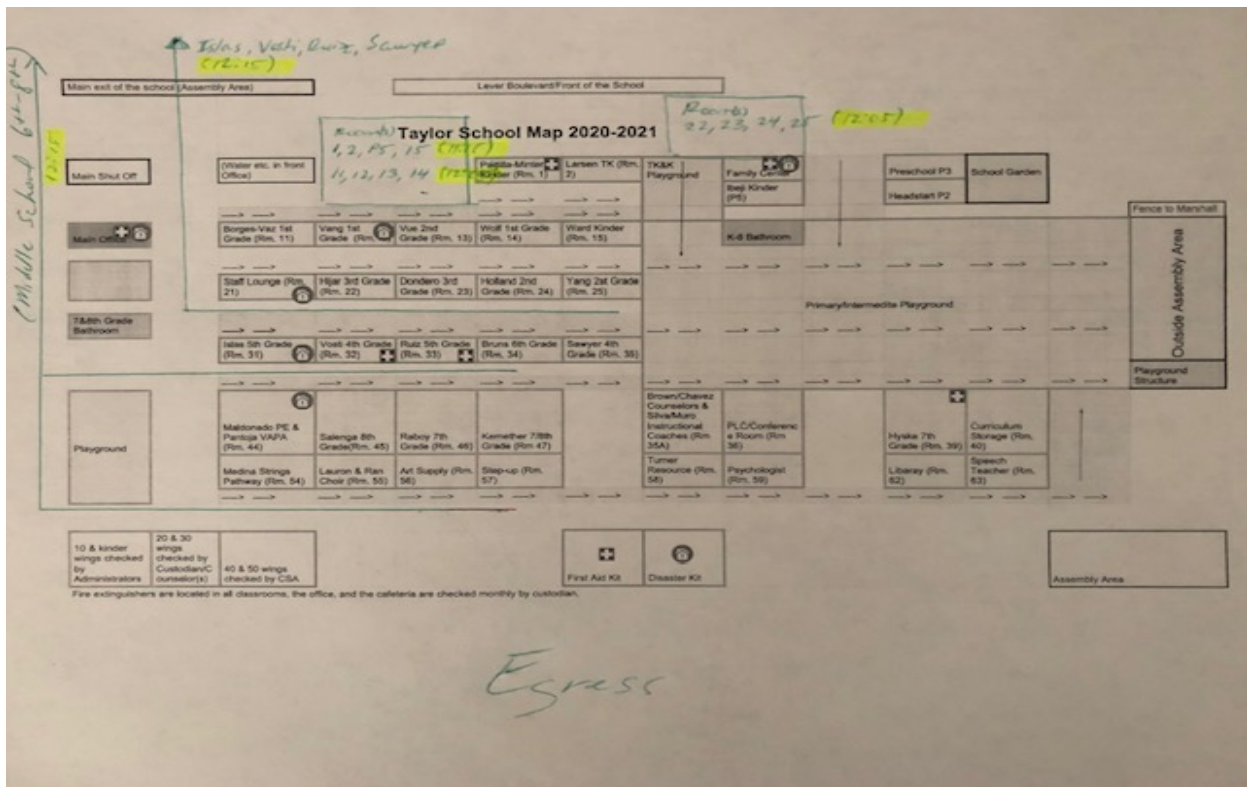 Islas, Vosti, Ruiz, Sawyer
(12:15)
(Middle School 6th-8th)
12:15
Main exit of the school (Assembly Area)
Lever Boulevard/Front of the School
Room(s)
22, 23, 24, 25 (12:05)
Room(s)
1, 2, P5, 15
11, 12, 13, 14
Taylor School Map 2020-2021
Main Shut Off
(Water etc. in front
Office)
Kinder (Rm. 1)
Larsen TK (Rm.
2)
TK&K
Playground
Family Center
Ibeji Kinder
(P5)
Preschool P3
Headstart P2
School Garden
Fence to Marshall
Main Office
Borges-Vaz 1st
Grade (Rm. 11)
Vang 1st
Grade (Rm.
Vue 2nd
Grade (Rm. 13)
Wolf 1st Grade
(Rm. 14)
Ward Kinder
(Rm. 15)
K-8 Bathroom
Outside Assembly Area
Staff Lounge (Rm.
21)
Hijar 3rd Grade
(Rm. 22)
Dondero 3rd
Grade (Rm. 23)
Holland 2nd
Grade (Rm. 24)
Yang 2st Grade
(Rm. 25)
Primary/Intermedite Playground
7&8th Grade
Bathroom
Islas 5th Grade
(Rm. 31)
Vosti 4th Grade
(Rm. 32)
Ruiz 5th Grade
(Rm. 33)
Bruns 6th Grade
(Rm. 34)
Sawyer 4th
Grade (Rm. 35)
Playground
Structure
Playground
Maldonado PE &
Pantoja VAPA
(Rm. 44)
Salenga 8th
Grade(Rm. 45)
Raboy 7th
Grade (Rm. 46)
Kemether 7/8th
Grade (Rm 47)
Brown/Chavez
Counselors &
Silva/Muro
Instructional
Coaches (Rm.
35A)
PLC/Conferenc
e Room (Rm.
36)
Hyske 7th
Grade (Rm. 39)
Curriculum
Storage (Rm.
40)
Medina Strings
Pathway (Rm. 54)
Lauron & Ran
Choir (Rm. 55)
Art Supply (Rm.
56)
Step-up (Rm.
57)
Turner
Resource (Rm.
58)
Psychologist
(Rm. 59)
Libaray (Rm.
62)
Speech
Teacher (Rm.
63)
10 & kinder
wings checked
by
Administrators
20 & 30
wings
checked by
Custodian/C
ounselor(s)
40 & 50 wings
checked by CSA
First Aid Kit
Disaster Kit
Assembly Area
Fire extinguishers are located in all classrooms, the office, and the cafeteria are checked monthly by custodian.
Egress